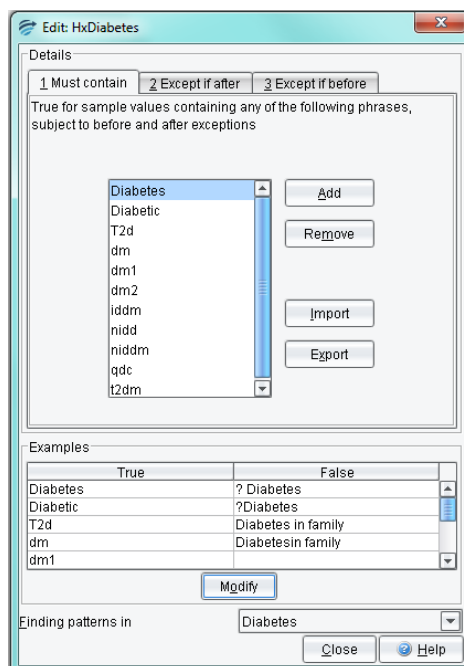 Edit: HxDiabetes
Details
1 Must contain 2 Except if after 3 Except if before
True for sample values containing any of the following phrases,
subject to before and after exceptions
Diabetes
Diabetic
T2d
dm
dm1
dm2
iddm
nidd
niddm
qdc
t2dm
Add
Remove
Import
Export
Examples
True False
Diabetes ? Diabetes
Diabetic ?Diabetes
T2d Diabetes in family
dm Diabetesin family
dm1
Modify
Finding patterns in Diabetes
Close Help